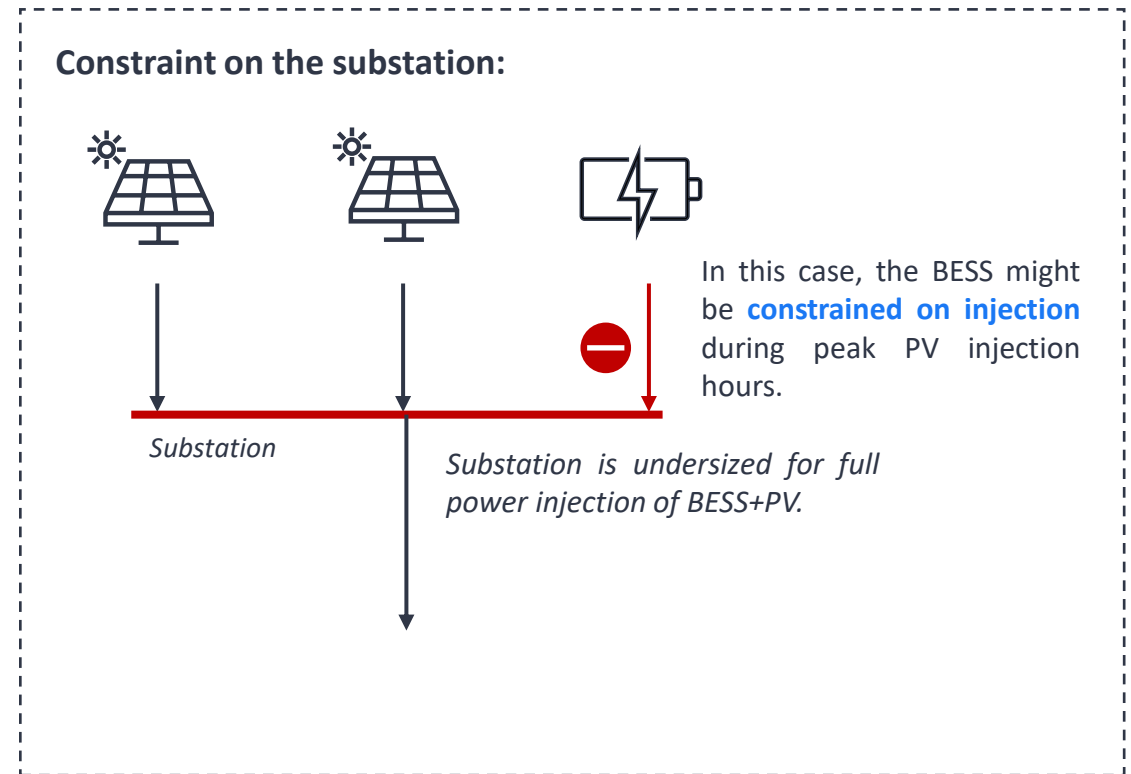 Constraint on the substation:
In this case, the BESS might
be constrained on injection
during peak PV injection
hours.
Substation
Substation is undersized for full
power injection of BESS+PV.